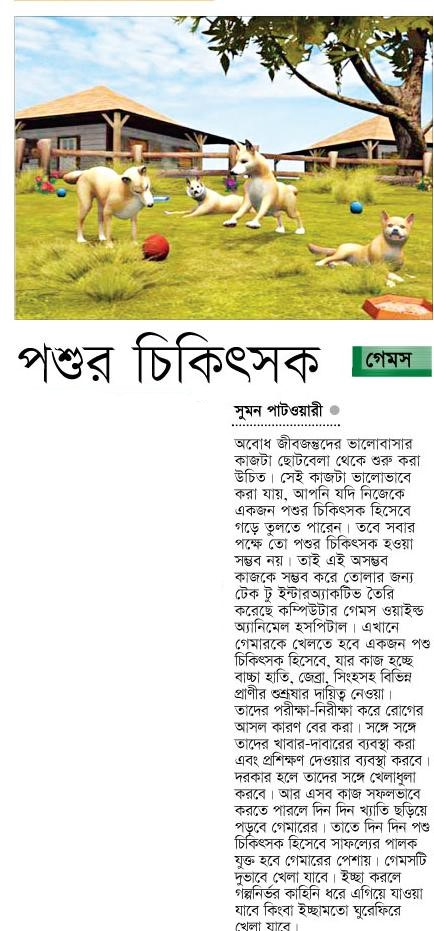 পশুর চিকিৎসক
গেমস
সুমন পাটওয়ারী
অবোধ জীবজন্তুদের ভালোবাসার
কাজটা ছোটবেলা থেকে শুরু করা
উচিত। সেই কাজটা ভালোভাবে
করা যায়, আপনি যদি নিজেকে
একজন পশুর চিকিৎসক হিসেবে
গড়ে তুলতে পারেন। তবে সবার
পক্ষে তো পশুর চিকিৎসক হওয়া
সম্ভব নয়। তাই এই অসম্ভব
কাজকে সম্ভব করে তোলার জন্য
টেক টু ইন্টারঅ্যাকটিভ তৈরি
করেছে কম্পিউটার গেমস ওয়াইল্ড
অ্যানিমেল হসপিটাল। এখানে
গেমারকে খেলতে হবে একজন পশু
চিকিৎসক হিসেবে, যার কাজ হচ্ছে
বাচ্চা হাতি, জেব্রা, সিংহসহ বিভিন্ন
প্রাণীর শুশ্রূষার দায়িত্ব নেওয়া।
তাদের পরীক্ষা-নিরীক্ষা করে রোগের
আসল কারণ বের করা। সঙ্গে সঙ্গে
তাদের খাবার-দাবারের ব্যবস্থা করা
এবং প্রশিক্ষণ দেওয়ার ব্যবস্থা করবে।
দরকার হলে তাদের সঙ্গে খেলাধুলা
করবে। আর এসব কাজ সফলভাবে
করতে পারলে দিন দিন খ্যাতি ছড়িয়ে
পড়বে গেমারের। তাতে দিন দিন পশু
চিকিৎসক হিসেবে সাফল্যের পালক
যুক্ত হবে গেমারের পেশায়। গেমসটি
দুভাবে খেলা যাবে। ইচ্ছা করলে
গল্পনির্ভর কাহিনি ধরে এগিয়ে যাওয়া
যাবে কিংবা ইচ্ছামতো ঘুরেফিরে
খেলা যাবে।